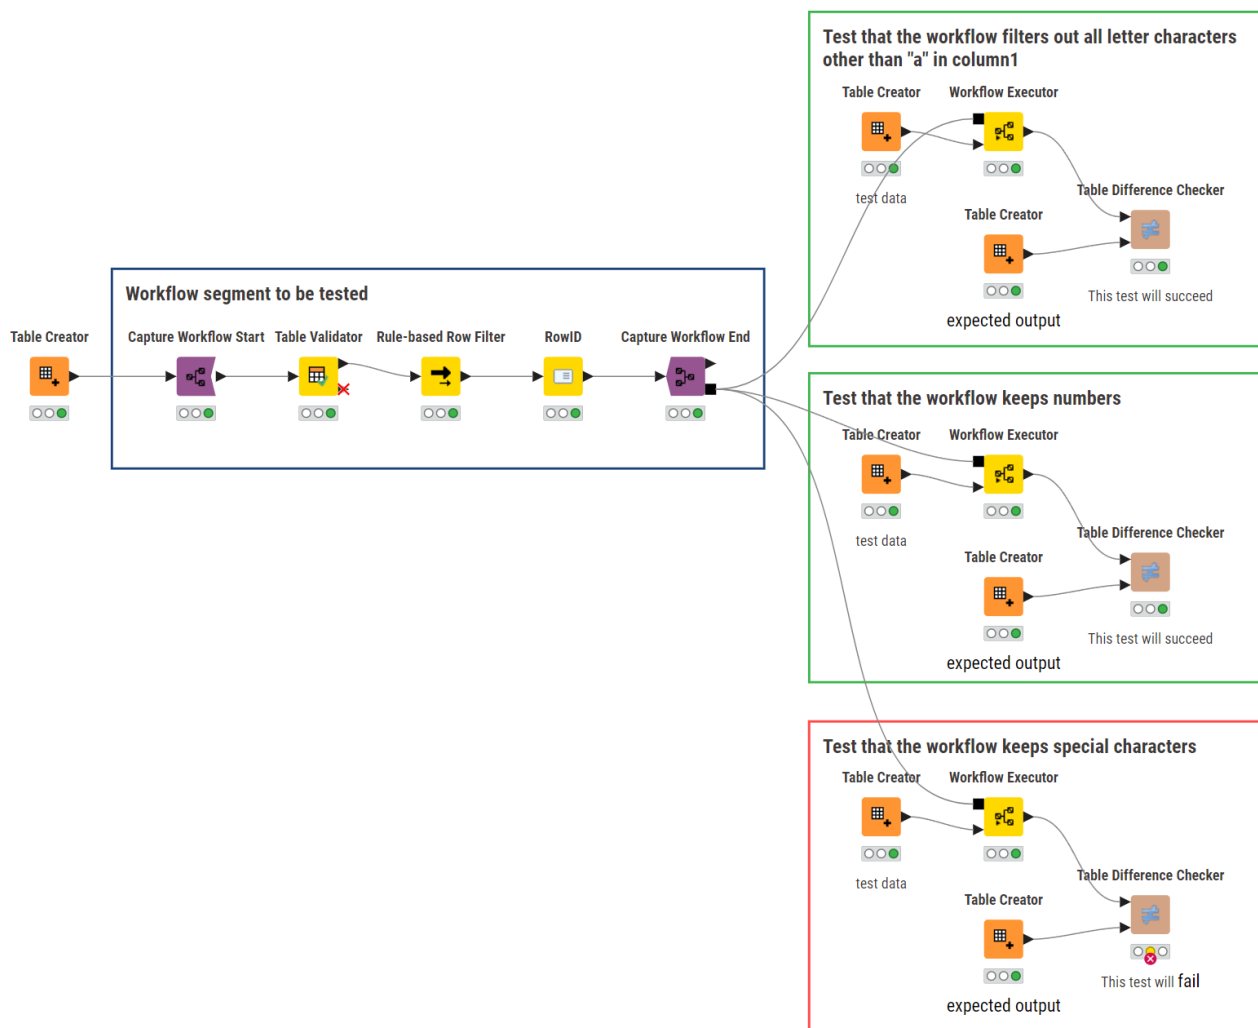 Test that the workflow filters out all letter characters
other than "a" in column1
Table Creator
Workflow Executor
test data
Table Difference Checker
Table Creator
This test will succeed
expected output
Workflow segment to be tested
Table Creator
Capture Workflow Start
Table Validator
Rule-based Row Filter
RowID
Capture Workflow End
Test that the workflow keeps numbers
Table Creator
Workflow Executor
test data
Table Difference Checker
Table Creator
This test will succeed
expected output
Test that the workflow keeps special characters
Table Creator
Workflow Executor
test data
Table Difference Checker
Table Creator
This test will fail
expected output